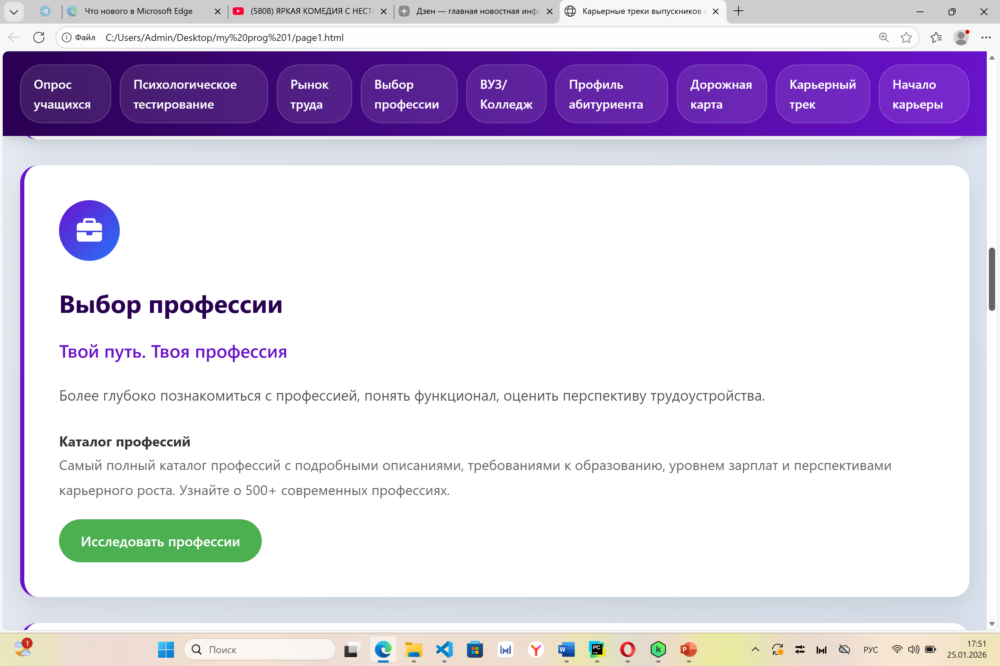 Что нового в Microsoft Edge
(5808) ЯРКАЯ КОМЕДИЯ С НЕСТ
Дзен — главная новостная инфо
Карьерные треки выпускников
Файл
C:/Users/Admin/Desktop/my%20prog%201/page1.html
Опрос
учащихся
Психологическое
тестирование
Рынок
труда
Выбор
профессии
ВУЗ/
Колледж
Профиль
абитуриента
Дорожная
карта
Карьерный
трек
Начало
карьеры
Выбор профессии
Твой путь. Твоя профессия
Более глубоко познакомиться с профессией, понять функционал, оценить перспективу трудоустройства.
Каталог профессий
Самый полный каталог профессий с подробными описаниями, требованиями к образованию, уровнем зарплат и перспективами
карьерного роста. Узнайте о 500+ современных профессиях.
Исследовать профессии
1
Поиск
W
PC
k
P
РУС
17:51
25.01.2026